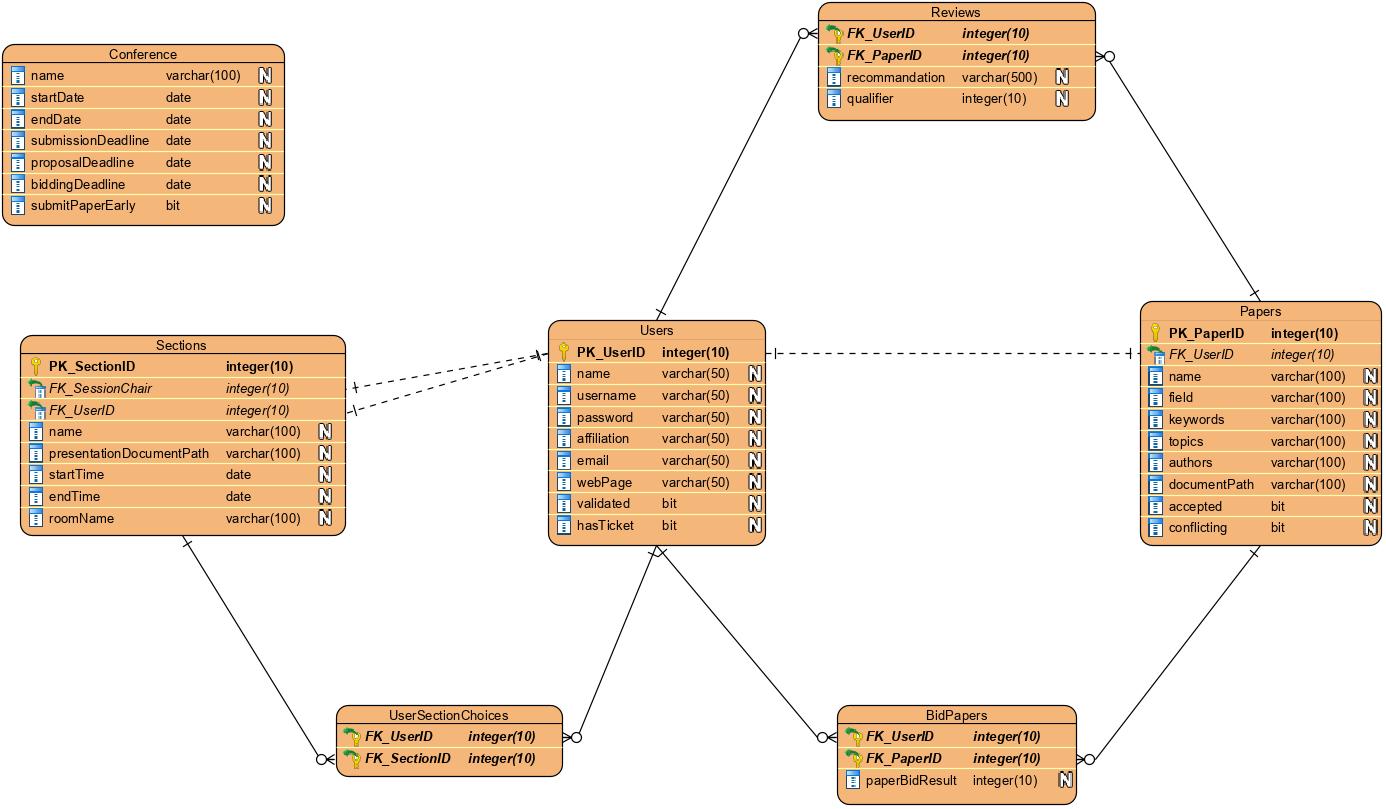 Reviews
FK_UserID integer(10)
FK_PaperID integer(10)
recommandation varchar(500) N
qualifier integer(10) N
Conference
name varchar(100) N
startDate date N
endDate date N
submissionDeadline date N
proposalDeadline date N
biddingDeadline date N
submitPaperEarly bit N
Sections
PK_SectionID integer(10)
FK_SessionChair integer(10)
FK_UserID integer(10)
name varchar(100) N
presentationDocumentPath varchar(100) N
startTime date N
endTime date N
roomName varchar(100) N
Users
PK_UserID integer(10)
name varchar(50) N
username varchar(50) N
password varchar(50) N
affiliation varchar(50) N
email varchar(50) N
webPage varchar(50) N
validated bit N
hasTicket bit N
Papers
PK_PaperID integer(10)
FK_UserID integer(10)
name varchar(100) N
field varchar(100) N
keywords varchar(100) N
topics varchar(100) N
authors varchar(100) N
documentPath varchar(100) N
accepted bit N
conflicting bit N
UserSectionChoices
FK_UserID integer(10)
FK_SectionID integer(10)
BidPapers
FK_UserID integer(10)
FK_PaperID integer(10)
paperBidResult integer(10) N